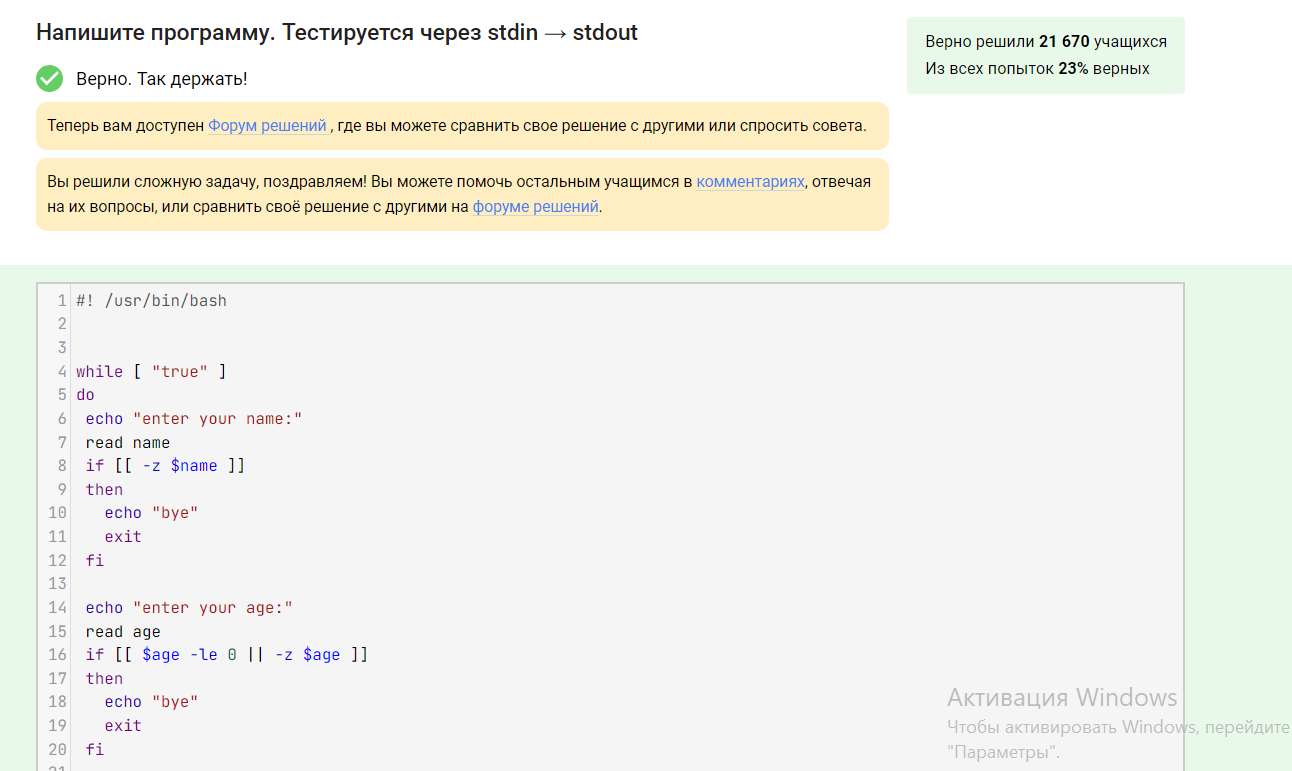 Напишите программу. Тестируется через stdin → stdout
Верно решили 21 670 учащихся
Из всех попыток 23% верных
Верно. Так держать!
Теперь вам доступен Форум решений , где вы можете сравнить свое решение с другими или спросить совета.
Вы решили сложную задачу, поздравляем! Вы можете помочь остальным учащимся в комментариях, отвечая
на их вопросы, или сравнить своё решение с другими на форуме решений.
1 #! /usr/bin/bash
2
3
4 while [ "true" ]
5 do
6  echo "enter your name:"
7  read name
8  if [[ -z $name ]]
9  then
10    echo "bye"
11    exit
12  fi
13
14  echo "enter your age:"
15  read age
16  if [[ $age -le 0 || -z $age ]]
17  then
18    echo "bye"
19    exit
20  fi
Активация Windows
Чтобы активировать Windows, перейдите
"Параметры".